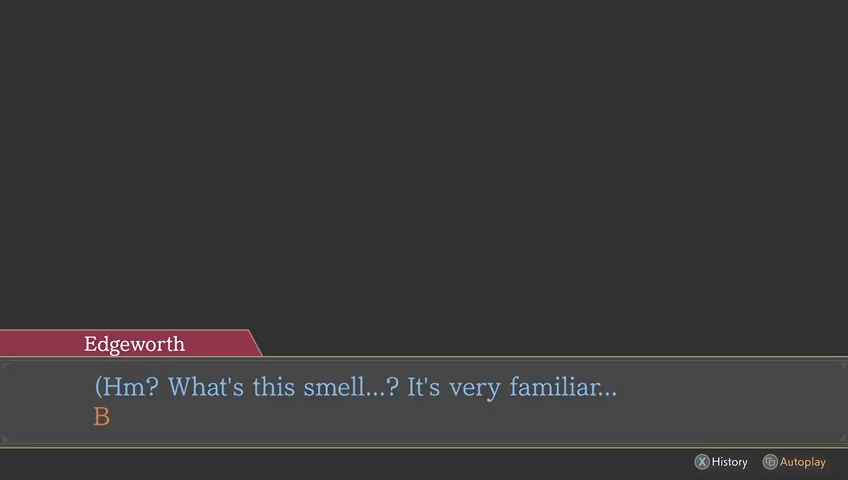 Edgeworth
(Hm? What's this smell...? It's very familiar...
B
X History
Autoplay